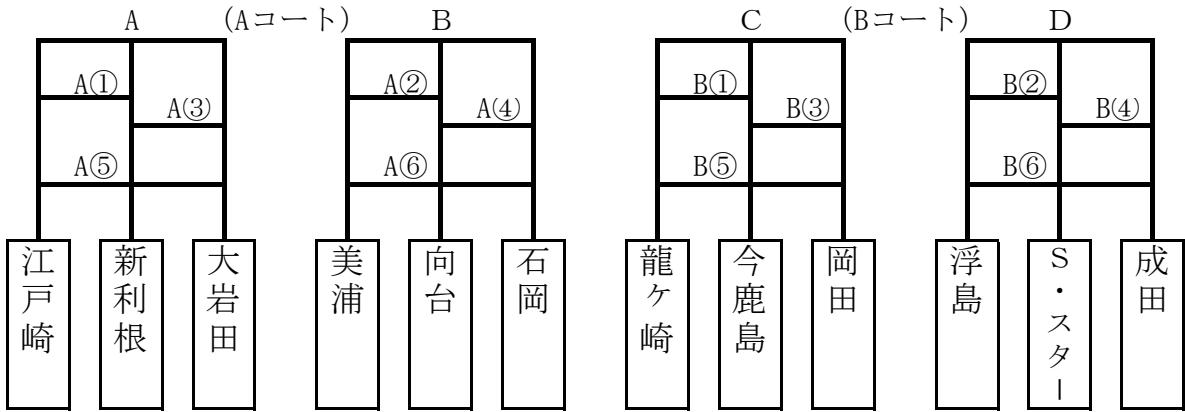 A (Aコート) B C (Bコート) D
A① A② B① B②
A③ A④ B③ B④
A⑤ A⑥ B⑤ B⑥
江戸崎
新利根
大岩田
美浦
向台
石岡
龍ケ崎
今鹿島
岡田
浮島
S・スター
成田